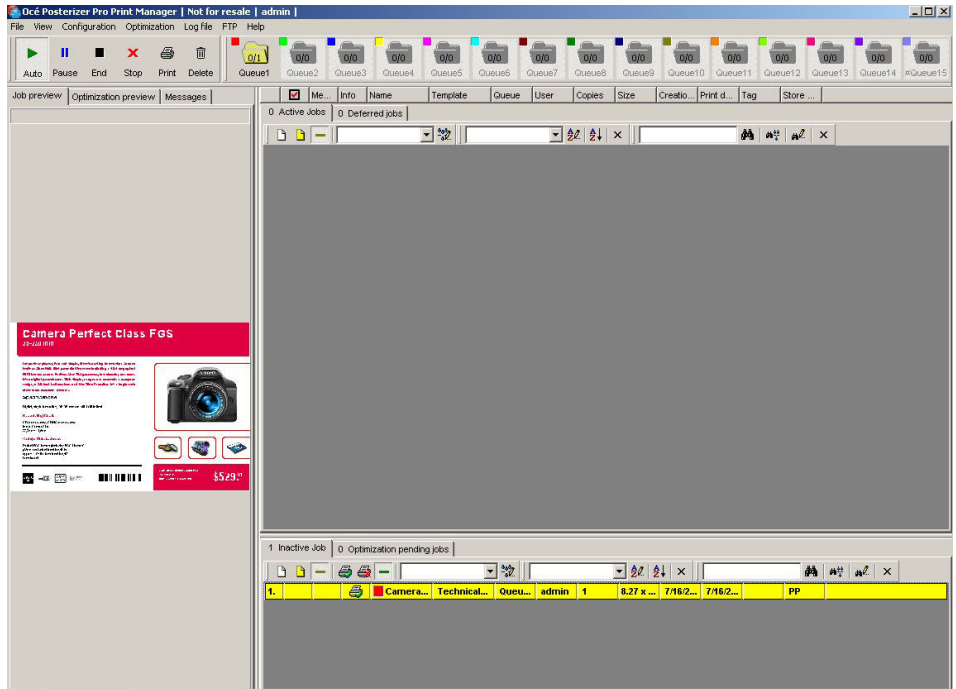 Océ Posterizer Pro Print Manager | Not for resale | admin |
File View Configuration Optimization Log file FTP Help
0/1 0/0 0/0 0/0 0/0 0/0 0/0 0/0 0/0 0/0 0/0 0/0 0/0 0/0 0/0
Auto Pause End Stop Print Delete Queue1 Queue2 Queue3 Queue4 Queue5 Queue6 Queue7 Queue8 Queue9 Queue10 Queue11 Queue12 Queue13 Queue14 ¤Queue15
Job preview Optimization preview Messages
Me... Info Name Template Queue User Copies Size Creatio... Print d... Tag Store ...
0 Active Jobs 0 Deferred jobs
Camera Perfect Class FGS
$529.
1 Inactive Job 0 Optimization pending jobs
1. Camera... Technical... Queu... admin 1 8.27 x ... 7/16/2... 7/16/2... PP